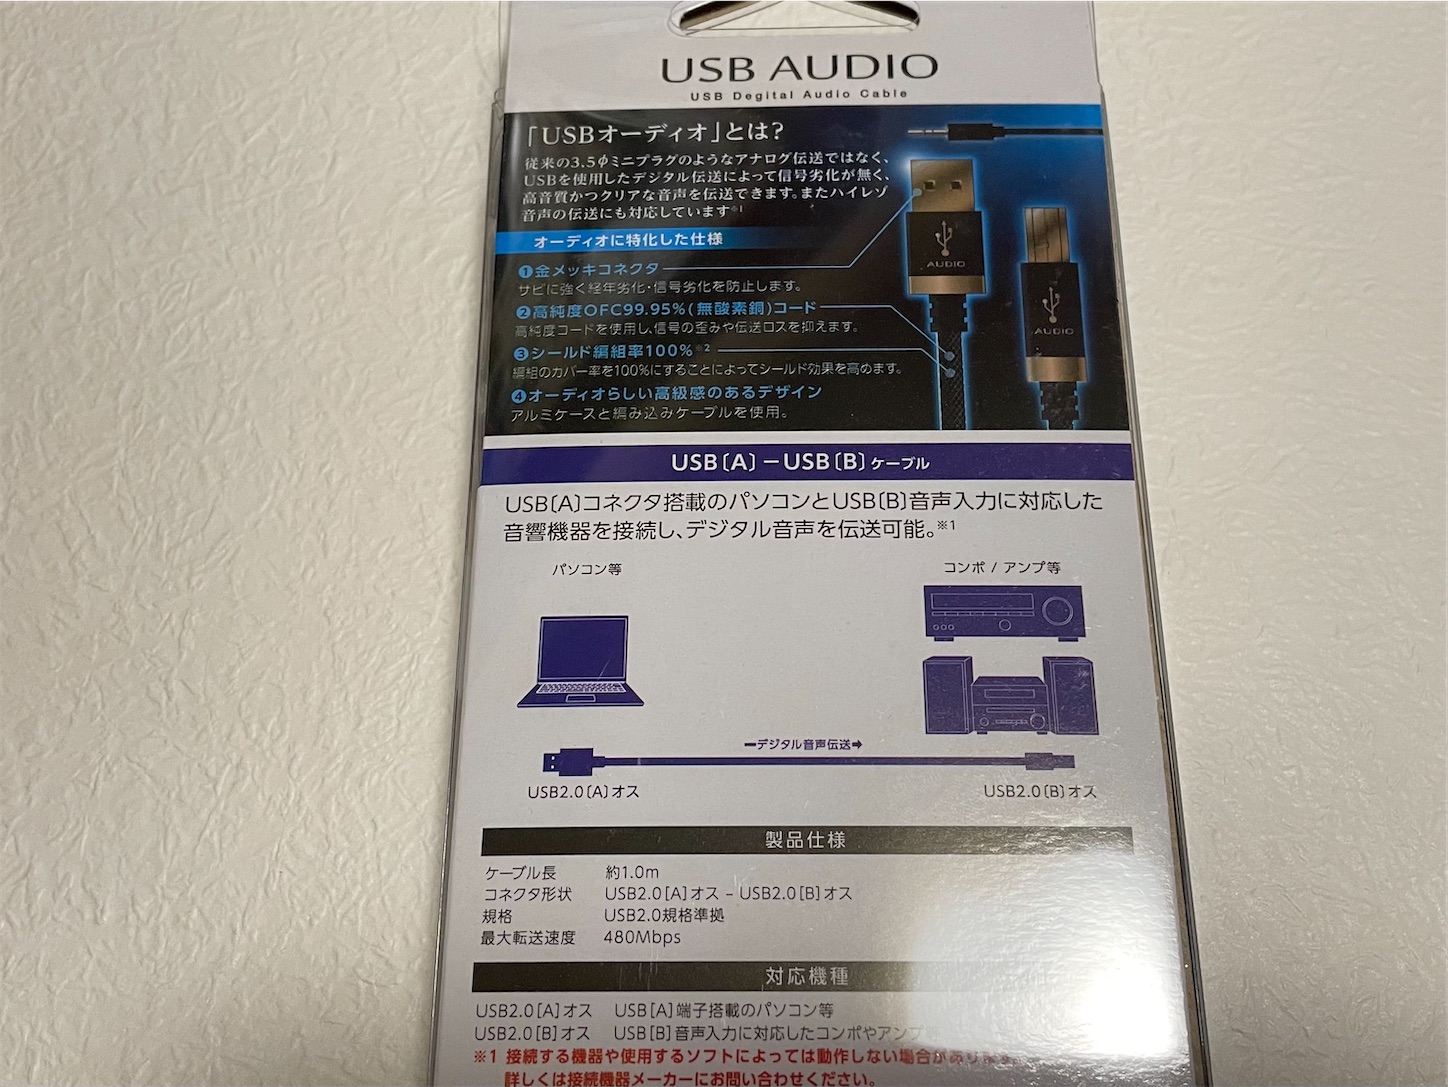 USB AUDIO
USB Degital Audio Cable
「USBオーディオ」とは?
従来の3.5φミニプラグのようなアナログ伝送ではなく、
USBを使用したデジタル伝送によって信号劣化が無く、
高音質かつクリアな音声を伝送できます。またハイレゾ
音声の伝送にも対応しています※1
オーディオに特化した仕様
❶金メッキコネクタ
サビに強く経年劣化・信号劣化を防止します。
❷高純度OFC99.95%(無酸素銅)コード
高純度コードを使用し、信号の歪みや伝送ロスを抑えます。
❸シールド編組率100%※2
編組のカバー率を100%にすることによってシールド効果を高めます。
❹オーディオらしい高級感のあるデザイン
アルミケースと編み込みケーブルを使用。
AUDIO
AUDIO
USB〔A〕-USB〔B〕ケーブル
USB〔A〕コネクタ搭載のパソコンとUSB〔B〕音声入力に対応した
音響機器を接続し、デジタル音声を伝送可能。※1
パソコン等
コンポ / アンプ等
デジタル音声伝送➡
USB2.0〔A〕オス
USB2.0〔B〕オス
製品仕様
ケーブル長 約1.0m
コネクタ形状 USB2.0[A]オス - USB2.0[B]オス
規格 USB2.0規格準拠
最大転送速度 480Mbps
対応機種
USB2.0[A]オス USB[A]端子搭載のパソコン等
USB2.0[B]オス USB[B]音声入力に対応したコンポやアンプ
※1 接続する機器や使用するソフトによっては動作しない場合があります。
詳しくは接続機器メーカーにお問い合わせください。